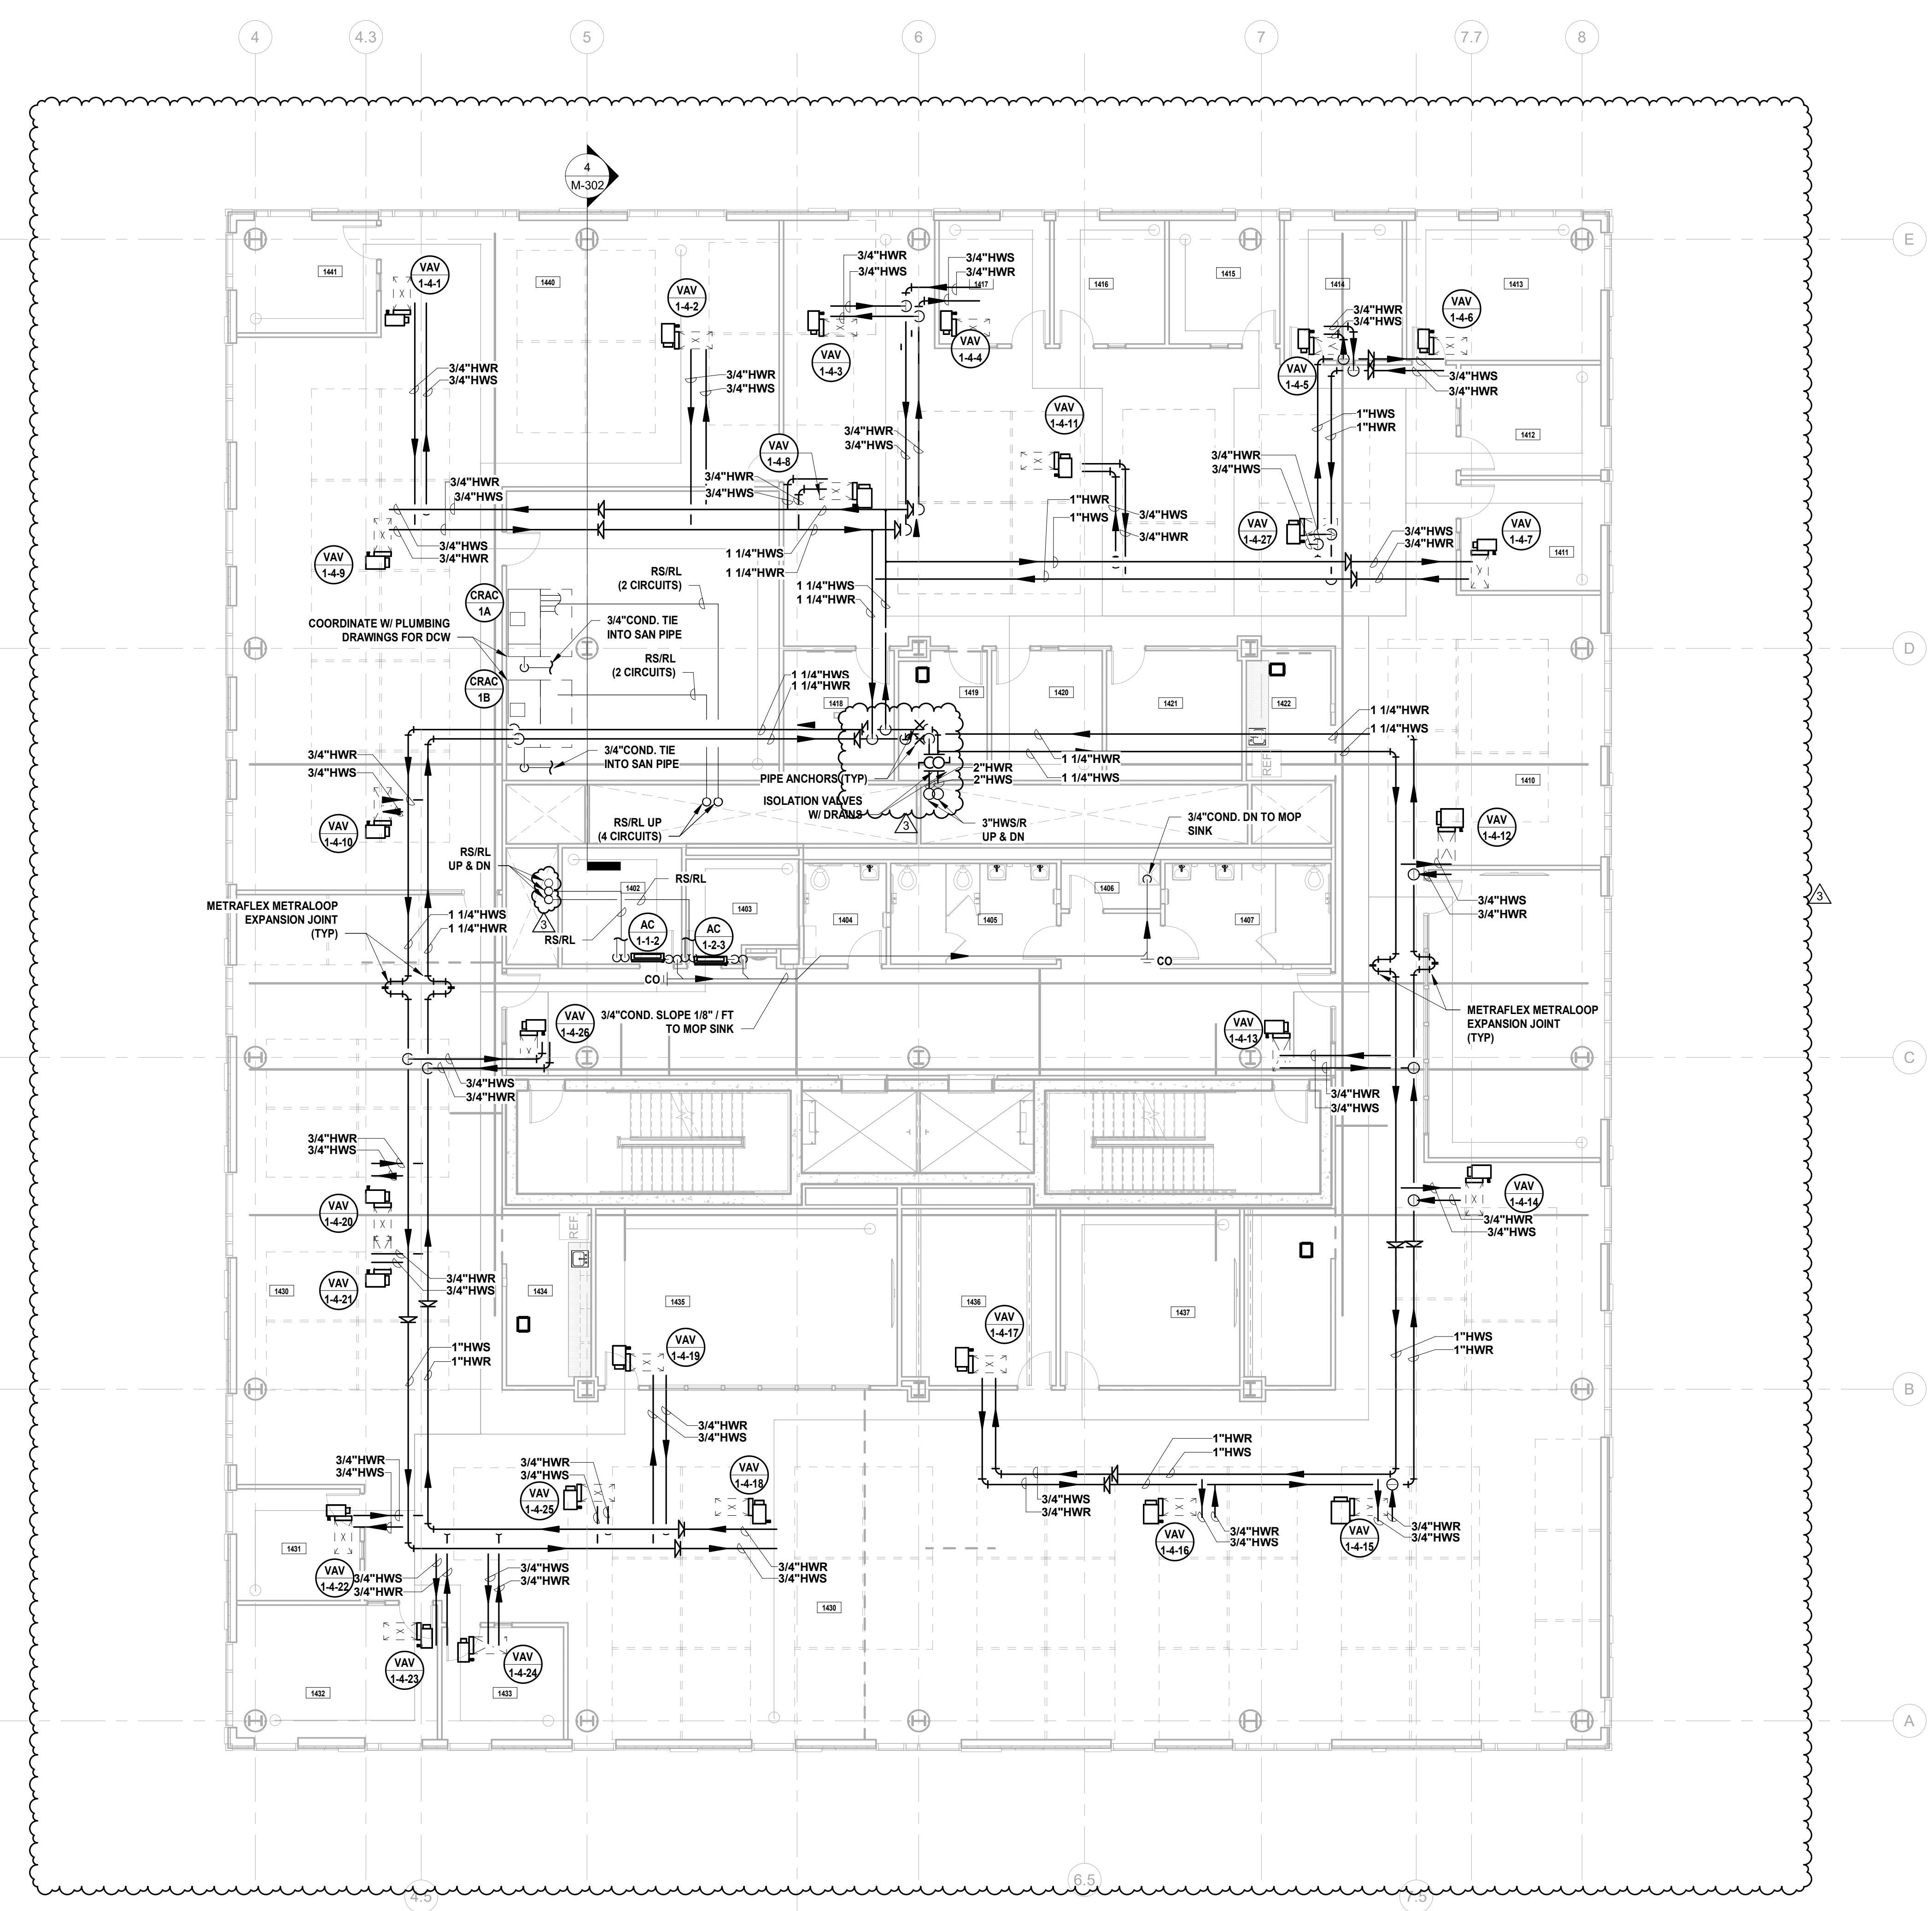 4
4.3
5
6
7
7.7
8
4
M-302
E
1441
VAV
1-4-1
1440
VAV
1-4-2
3/4"HWR
3/4"HWS
3/4"HWS
3/4"HWR
1417
1416
1415
1414
1413
VAV
1-4-3
VAV
1-4-4
3/4"HWR
3/4"HWS
VAV
1-4-6
VAV
1-4-5
3/4"HWR
3/4"HWS
3/4"HWR
3/4"HWS
3/4"HWS
3/4"HWR
VAV
1-4-11
1"HWS
1"HWR
1412
3/4"HWR
3/4"HWS
VAV
1-4-8
3/4"HWR
3/4"HWS
3/4"HWR
3/4"HWS
3/4"HWR
3/4"HWS
1"HWR
1"HWS
3/4"HWS
3/4"HWR
VAV
1-4-27
3/4"HWS
3/4"HWR
VAV
1-4-7
1411
VAV
1-4-9
3/4"HWS
3/4"HWR
1 1/4"HWS
1 1/4"HWR
1 1/4"HWS
1 1/4"HWR
RS/RL
(2 CIRCUITS)
CRAC
1A
COORDINATE W/ PLUMBING
DRAWINGS FOR DCW
3/4"COND. TIE
INTO SAN PIPE
RS/RL
(2 CIRCUITS)
CRAC
1B
D
1 1/4"HWS
1 1/4"HWR
1418
1419
1420
1421
1422
1 1/4"HWR
1 1/4"HWS
3/4"HWR
3/4"HWS
3/4"COND. TIE
INTO SAN PIPE
PIPE ANCHORS (TYP)
2"HWR
2"HWS
1 1/4"HWR
1 1/4"HWS
REF
1410
ISOLATION VALVES
W/ DRAINS
3
3"HWS/R
UP & DN
3/4"COND. DN TO MOP
SINK
RS/RL UP
(4 CIRCUITS)
VAV
1-4-10
VAV
1-4-12
RS/RL
UP & DN
1402
RS/RL
1403
1404
1405
1406
1407
3
3/4"HWS
3/4"HWR
METRAFLEX METRALOOP
EXPANSION JOINT
(TYP)
1 1/4"HWS
1 1/4"HWR
3
RS/RL
AC
1-1-2
AC
1-2-3
CO
CO
VAV
1-4-26
3/4"COND. SLOPE 1/8" / FT
TO MOP SINK
VAV
1-4-13
METRAFLEX METRALOOP
EXPANSION JOINT
(TYP)
C
3/4"HWS
3/4"HWR
3/4"HWR
3/4"HWS
3/4"HWR
3/4"HWS
VAV
1-4-20
VAV
1-4-14
3/4"HWR
3/4"HWS
REF.
VAV
1-4-21
3/4"HWR
3/4"HWS
1430
1434
1435
1436
1437
VAV
1-4-17
VAV
1-4-19
1"HWS
1"HWR
1"HWS
1"HWR
B
3/4"HWR
3/4"HWS
1"HWR
1"HWS
3/4"HWR
3/4"HWS
3/4"HWR
3/4"HWS
VAV
1-4-25
VAV
1-4-18
3/4"HWS
3/4"HWR
VAV
1-4-16
3/4"HWR
3/4"HWS
VAV
1-4-15
3/4"HWR
3/4"HWS
1431
VAV
1-4-22
3/4"HWS
3/4"HWR
3/4"HWS
3/4"HWR
3/4"HWR
3/4"HWS
1430
VAV
1-4-23
VAV
1-4-24
1432
1433
A
4.5
6.5
7.5